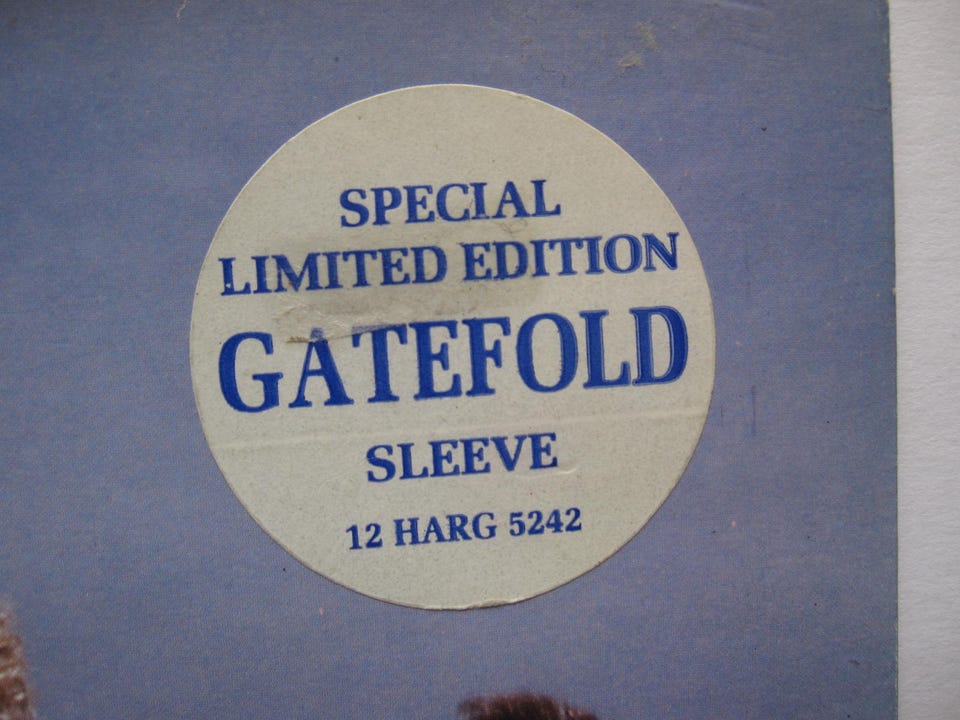 SPECIAL
LIMITED EDITION
GATEFOLD
SLEEVE
12 HARG 5242